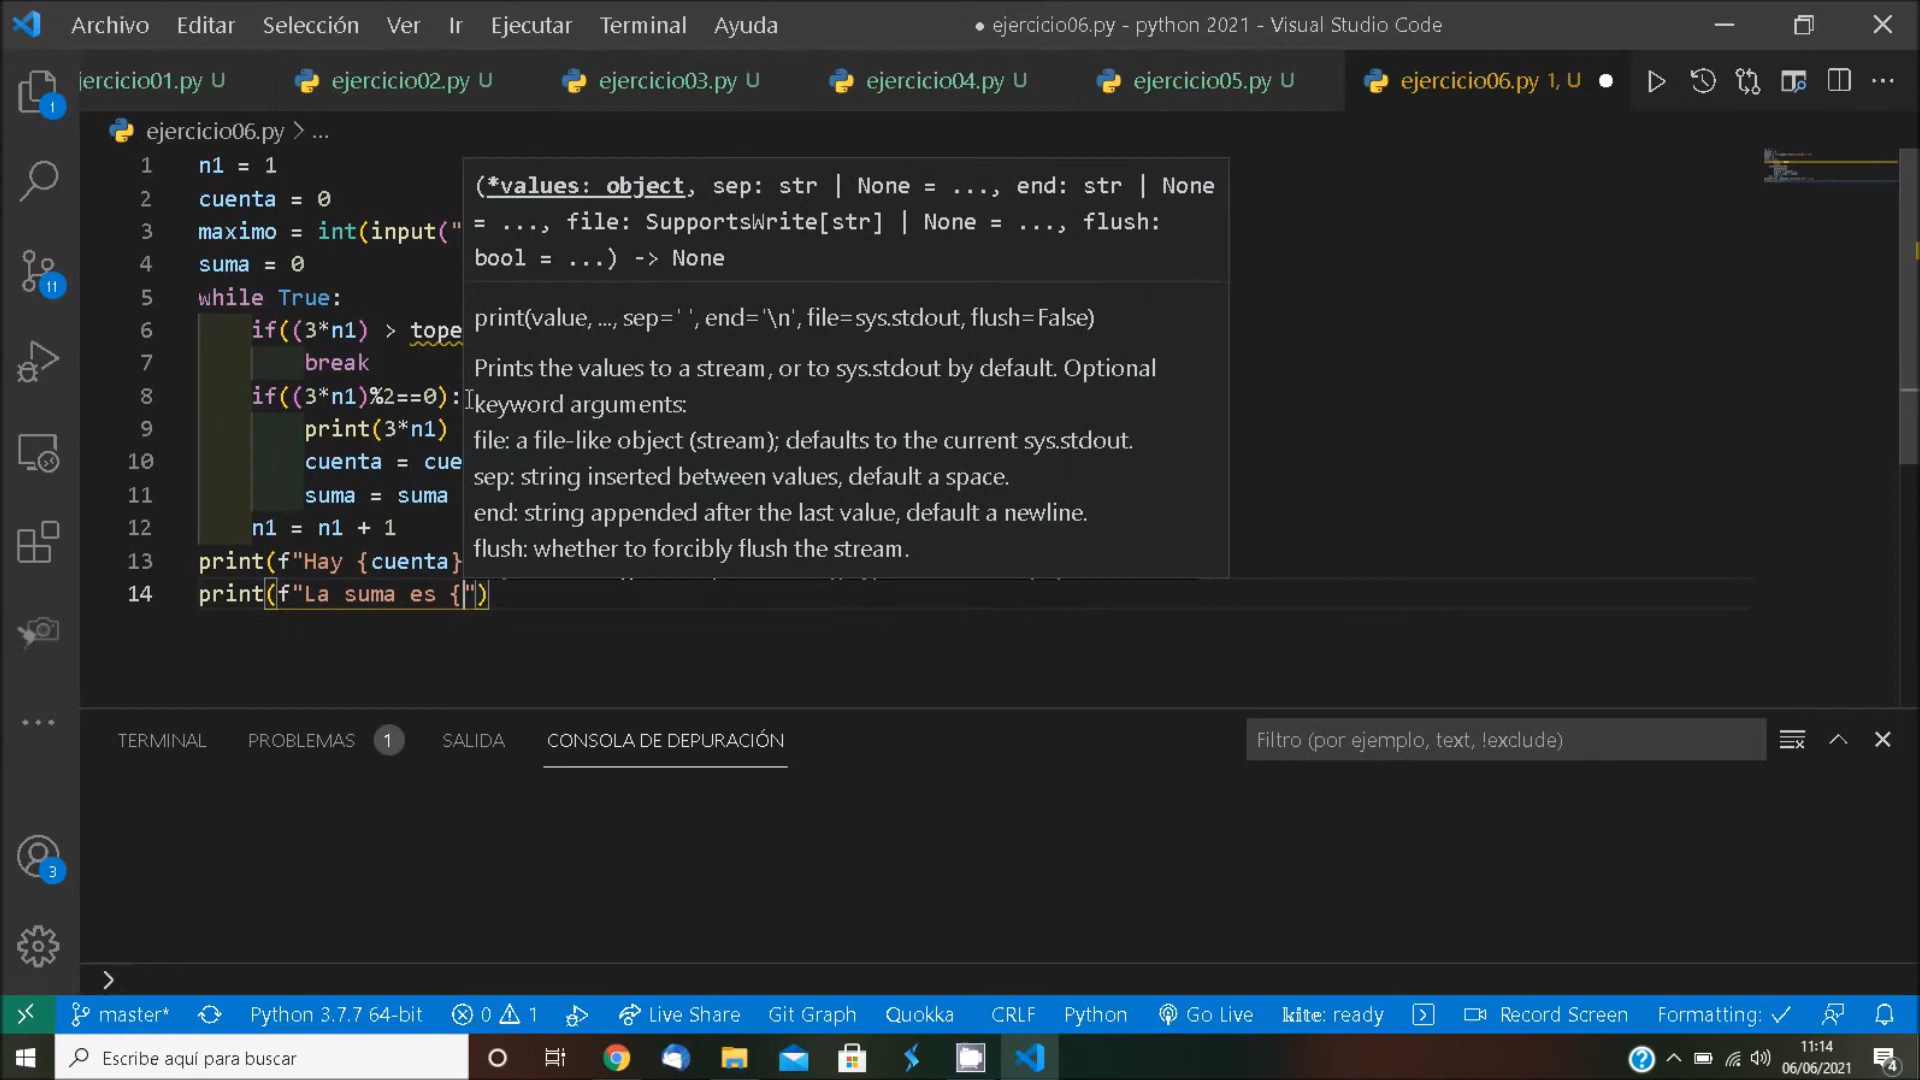 Archivo Editar Selección Ver Ir Ejecutar Terminal Ayuda ● ejercicio06.py - python 2021 - Visual Studio Code
jercicio01.py U ejercicio02.py U ejercicio03.py U ejercicio04.py U ejercicio05.py U ejercicio06.py 1, U
ejercicio06.py > ...
1 n1 = 1
2 cuenta = 0
3 maximo = int(input("
4 suma = 0
5 while True:
6 if((3*n1) > tope
7 break
8 if((3*n1)%2==0):
9 print(3*n1)
10 cuenta = cue
11 suma = suma
12 n1 = n1 + 1
13 print(f"Hay {cuenta}
14 print(f"La suma es {")
(*values: object, sep: str | None = ..., end: str | None
= ..., file: SupportsWrite[str] | None = ..., flush:
bool = ...) -> None
print(value, ..., sep=' ', end='\n', file=sys.stdout, flush=False)
Prints the values to a stream, or to sys.stdout by default. Optional
keyword arguments:
file: a file-like object (stream); defaults to the current sys.stdout.
sep: string inserted between values, default a space.
end: string appended after the last value, default a newline.
flush: whether to forcibly flush the stream.
TERMINAL PROBLEMAS 1 SALIDA CONSOLA DE DEPURACIÓN Filtro (por ejemplo, text, !exclude)
1
11
3
master* Python 3.7.7 64-bit 0 1 Live Share Git Graph Quokka CRLF Python Go Live kite: ready Record Screen Formatting: ✓
Escribe aquí para buscar
11:14
06/06/2021
4